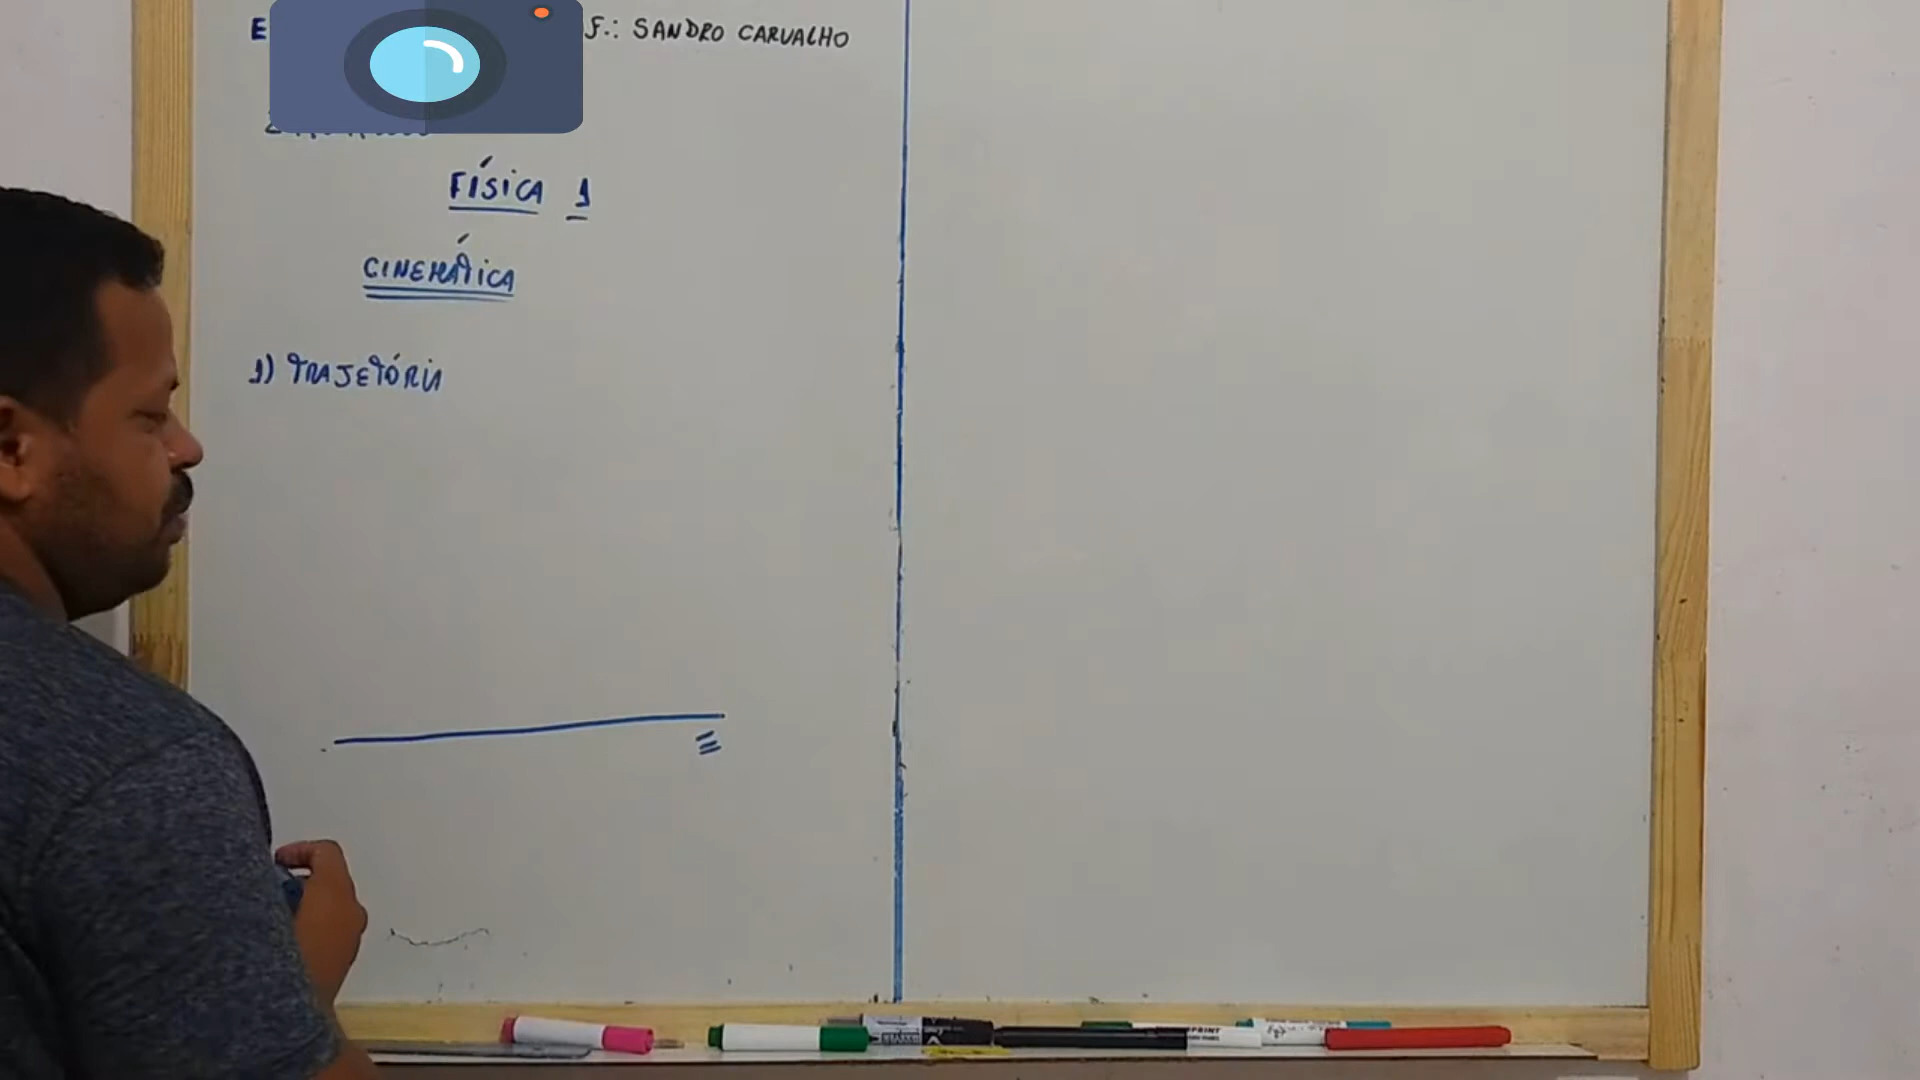 E F.: SANDRO CARVALHO
FÍSICA 1
CINEMÁTICA
1) TRAJETÓRIA